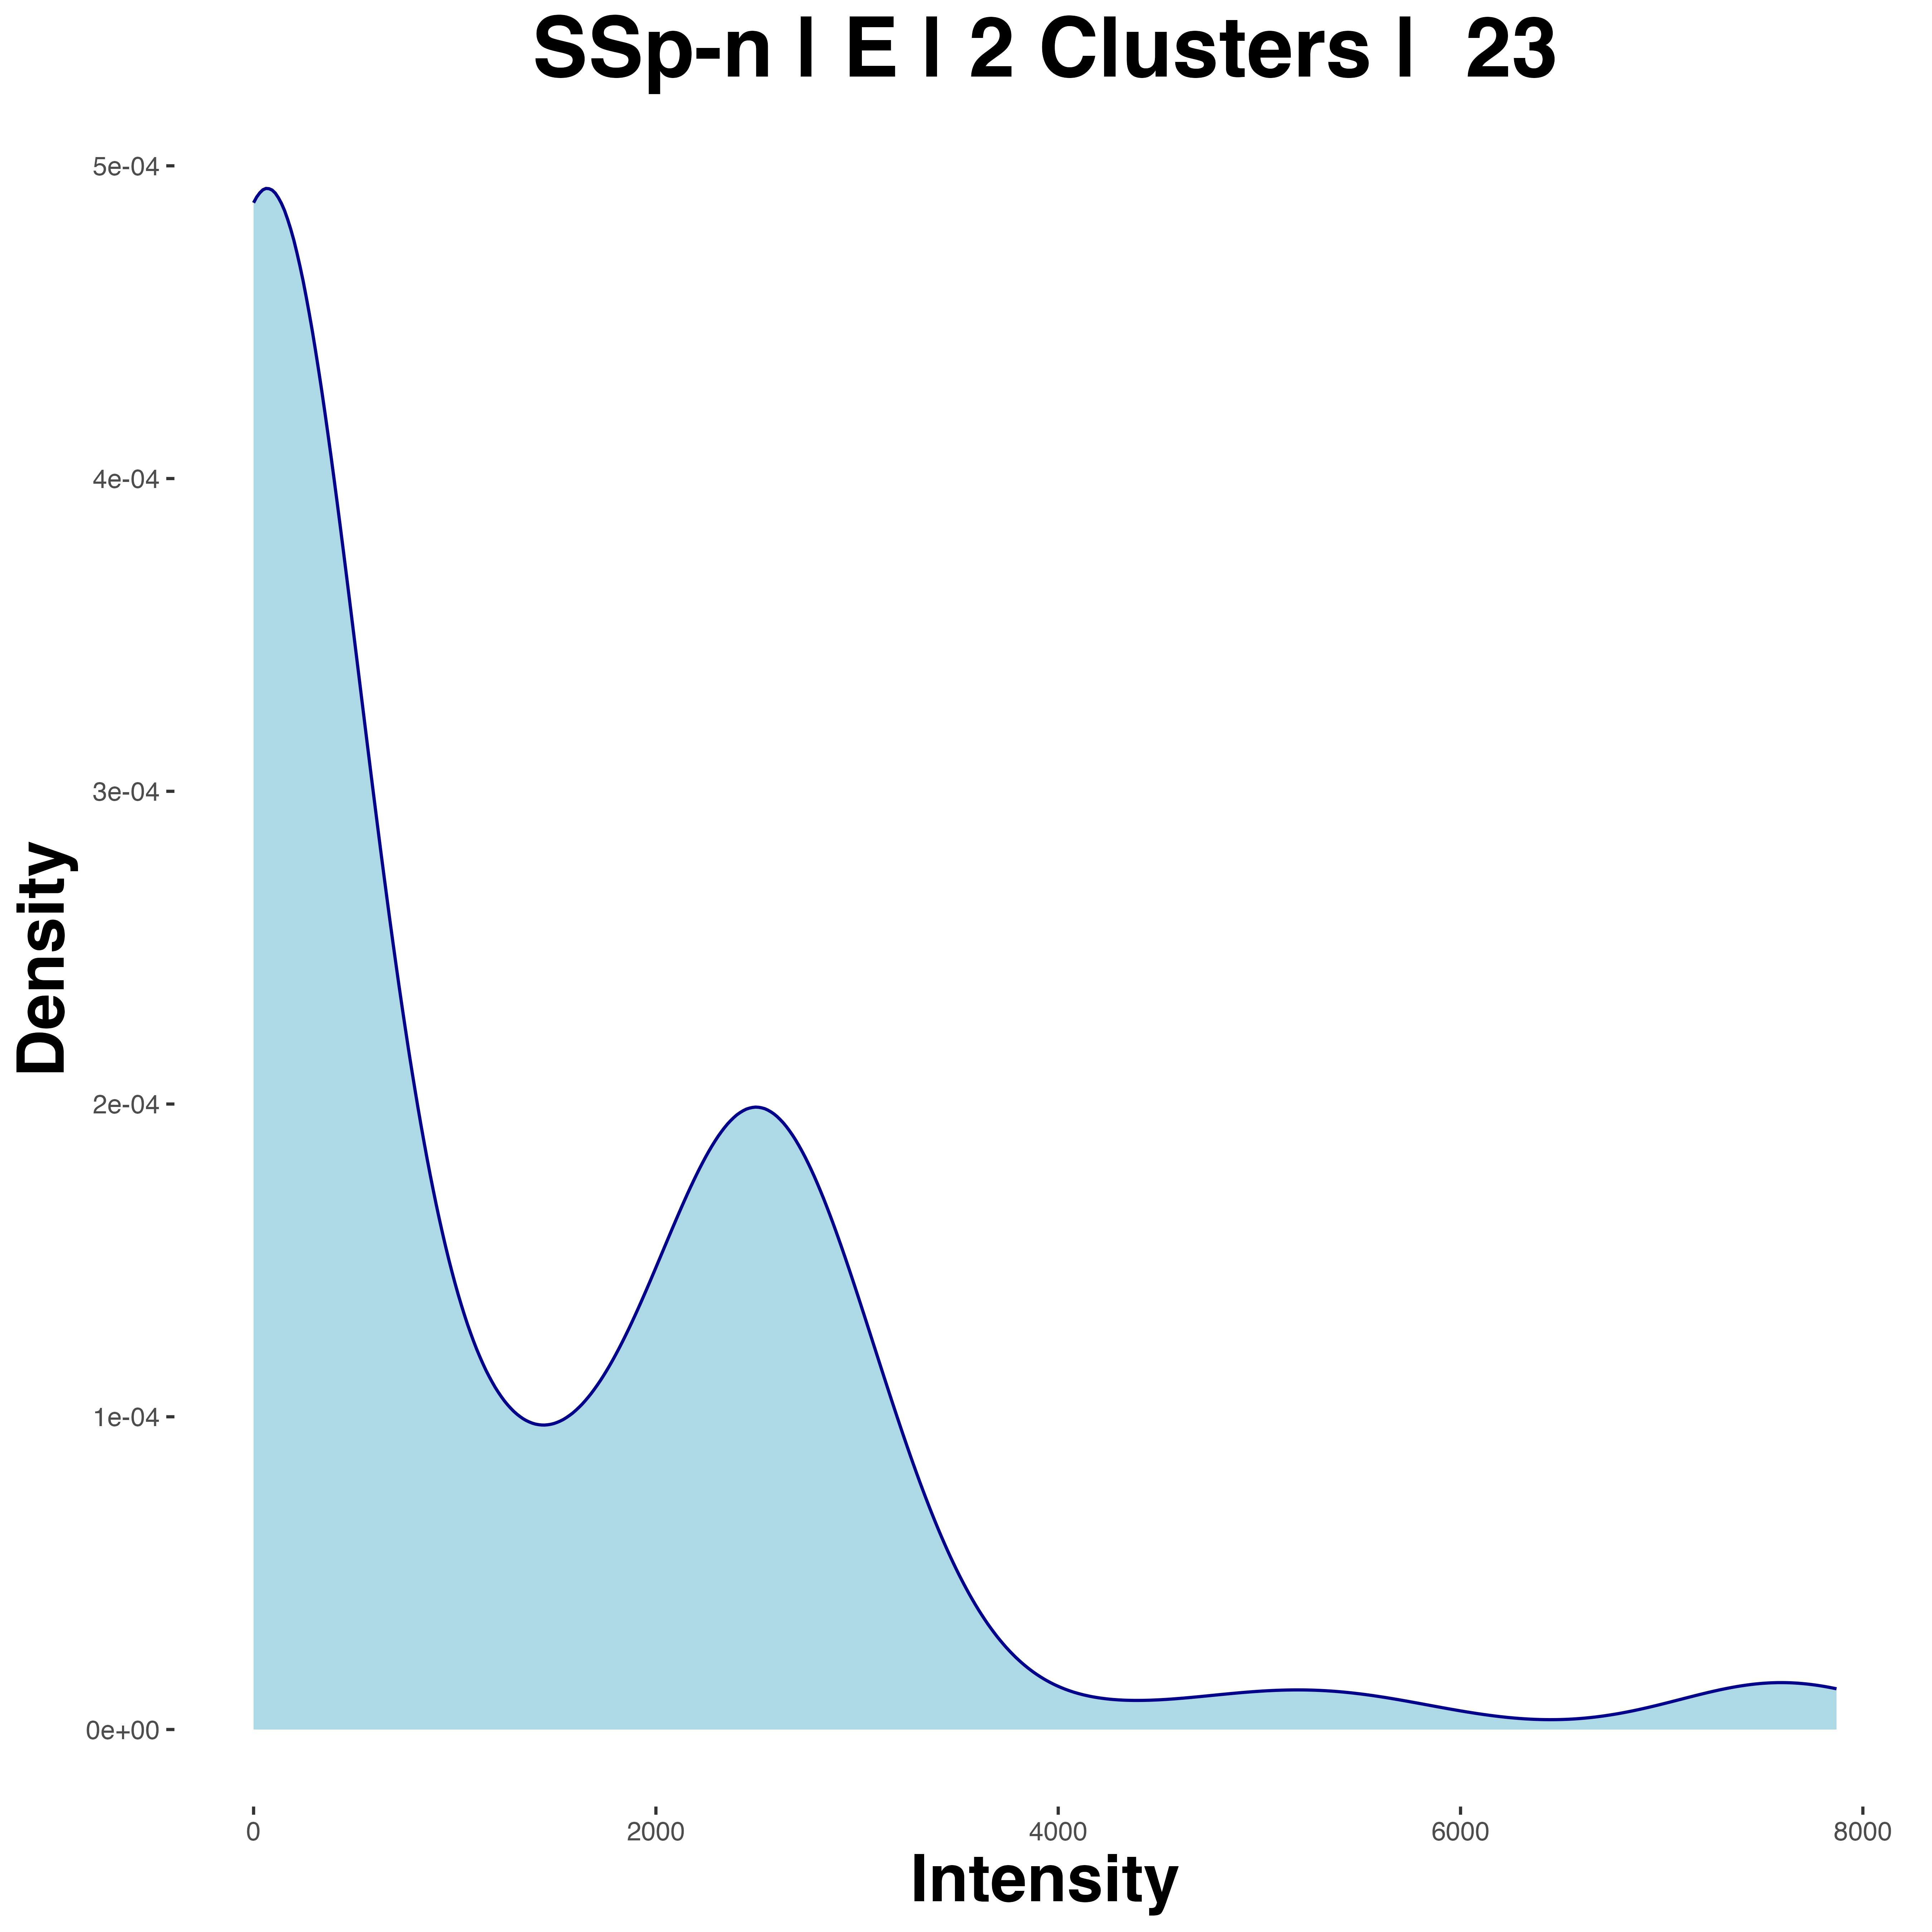 SSp-n | E | 2 Clusters |  23
5e-04
4e-04
3e-04
2e-04
1e-04
0e+00
Density
0 2000 4000 6000 8000
Intensity